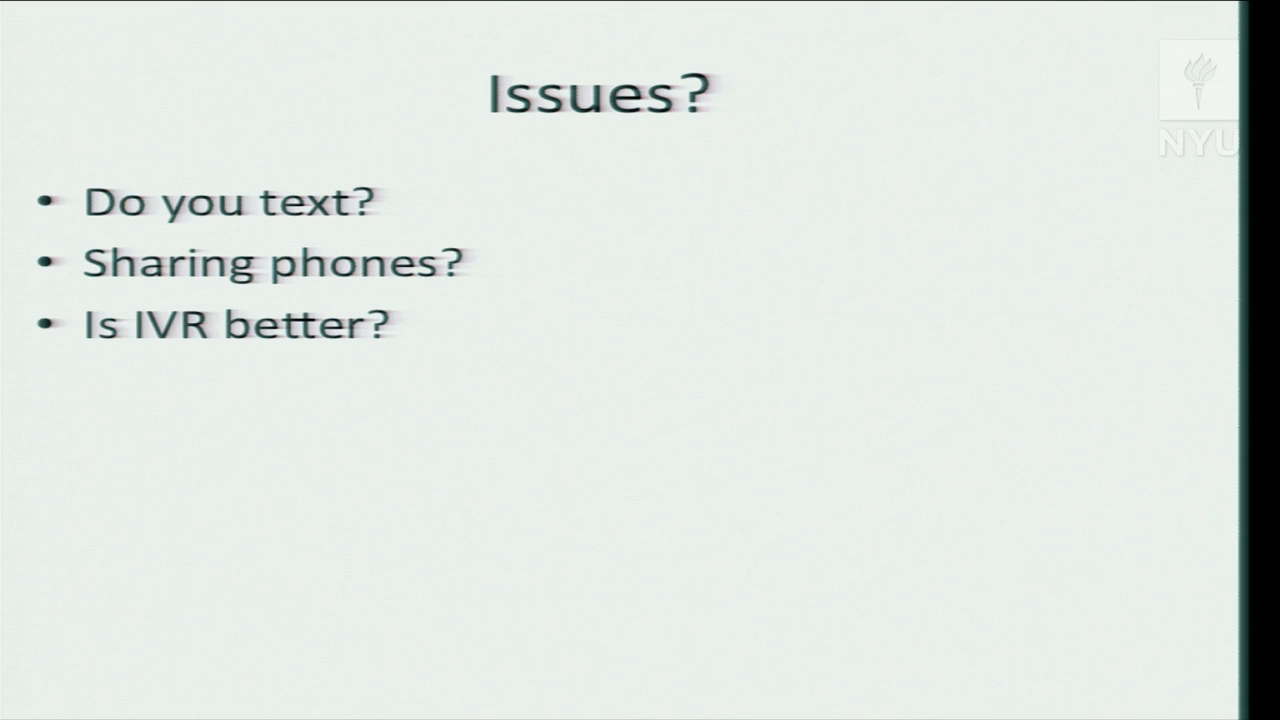 Issues?
NYU
• Do you text?
• Sharing phones?
• Is IVR better?